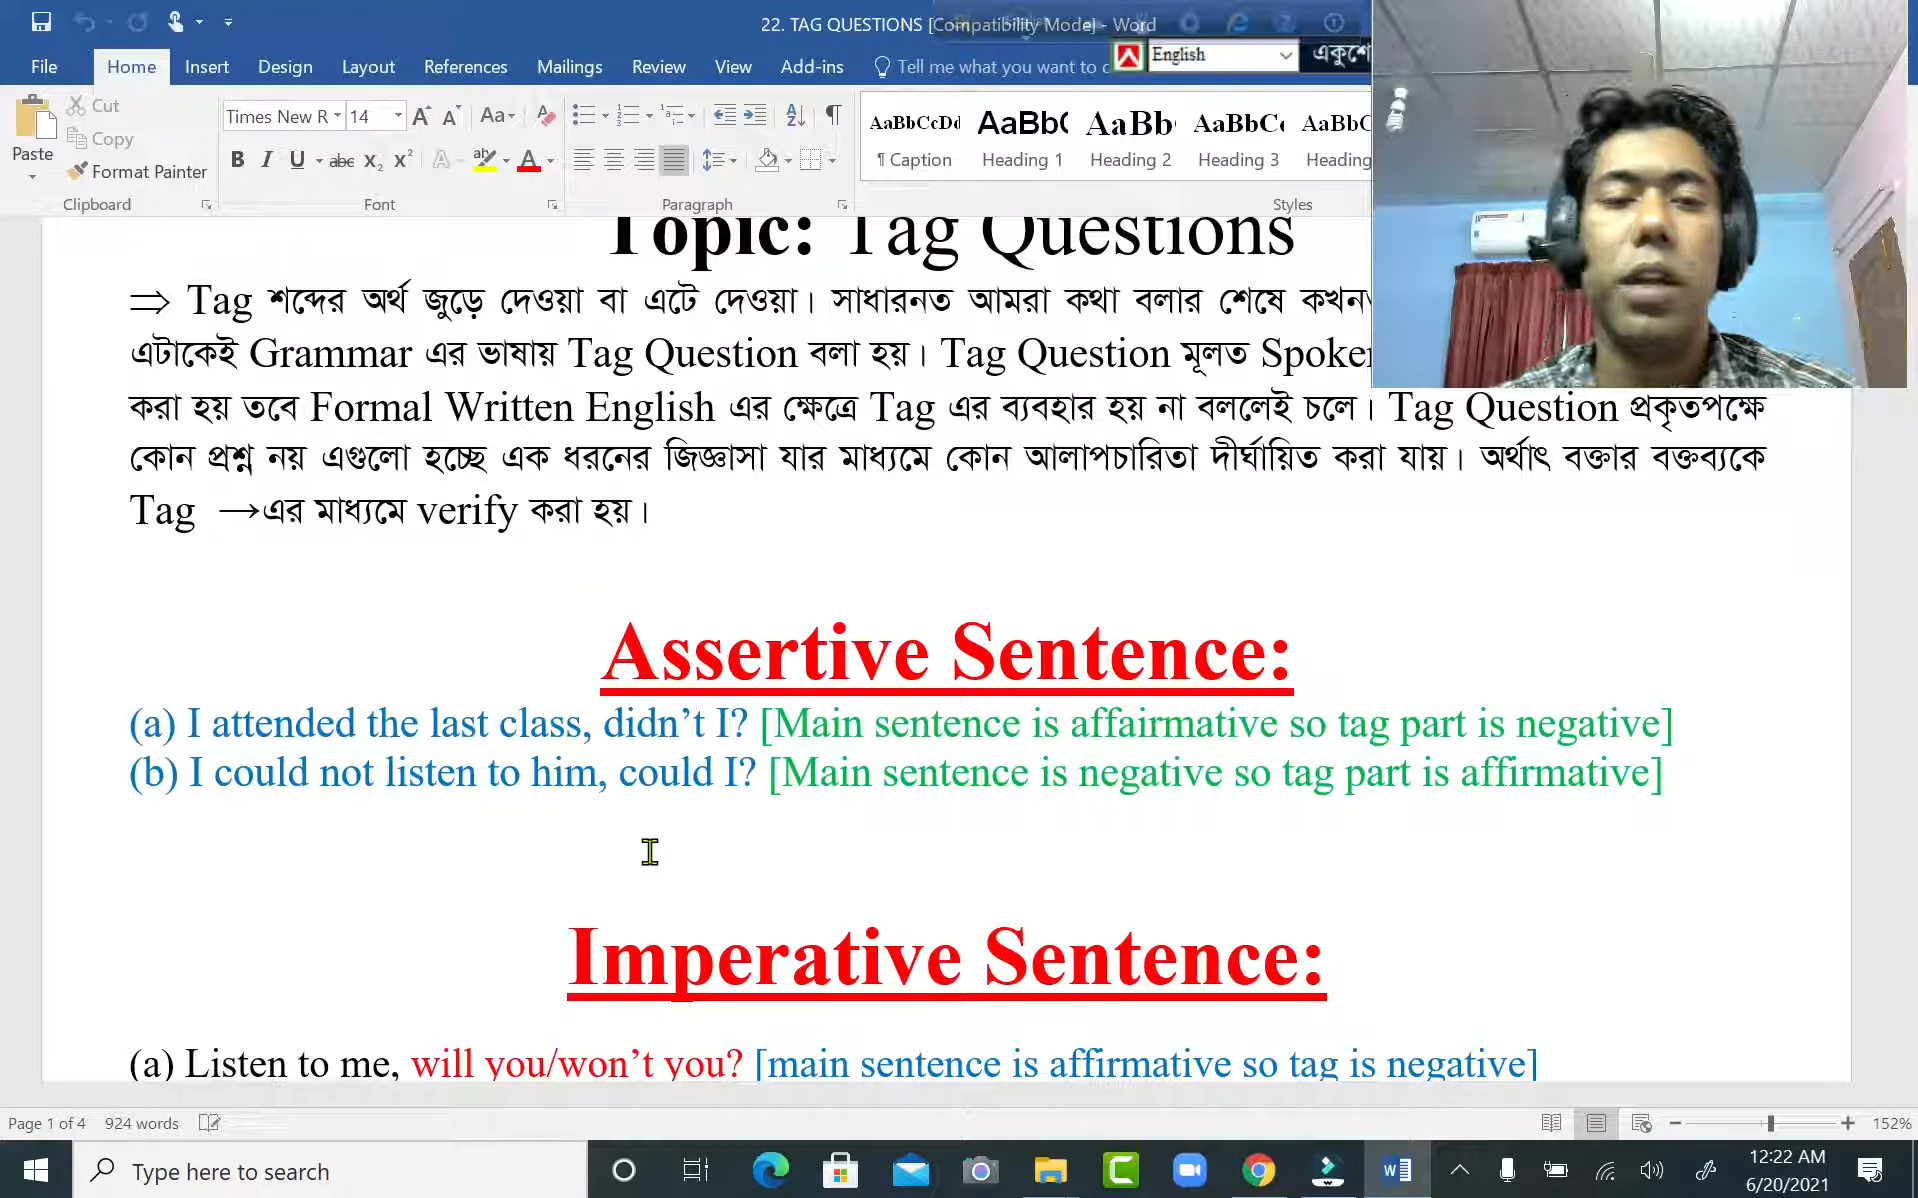 22. TAG QUESTIONS [Compatibility Mode] - Word
English
একুশে
File Home Insert Design Layout References Mailings Review View Add-ins Tell me what you want to
Cut
Copy
Paste
Format Painter
Times New R 14
AaBbCcDd AaBb( AaBb AaBbC AaBbC
¶ Caption Heading 1 Heading 2 Heading 3 Heading
Clipboard Font Paragraph Styles
Topic: Tag Questions
⇒ Tag শব্দের অর্থ জুড়ে দেওয়া বা এটে দেওয়া। সাধারনত আমরা কথা বলার শেষে
এটাকেই Grammar এর ভাষায় Tag Question বলা হয়। Tag Question মূলত Spoke
করা হয় তবে Formal Written English এর ক্ষেত্রে Tag এর ব্যবহার হয় না বললেই চলে। Tag Question প্রকৃতপক্ষে
কোন প্রশ্ন নয় এগুলো হচ্ছে এক ধরনের জিজ্ঞাসা যার মাধ্যমে কোন আলাপচারিতা দীর্ঘায়িত করা যায়। অর্থাৎ বক্তার বক্তব্যকে
Tag →এর মাধ্যমে verify করা হয়।
Assertive Sentence:
(a) I attended the last class, didn’t I? [Main sentence is affairmative so tag part is negative]
(b) I could not listen to him, could I? [Main sentence is negative so tag part is affirmative]
Imperative Sentence:
(a) Listen to me, will you/won’t you? [main sentence is affirmative so tag is negative]
Page 1 of 4 924 words 152%
Type here to search
12:22 AM
6/20/2021